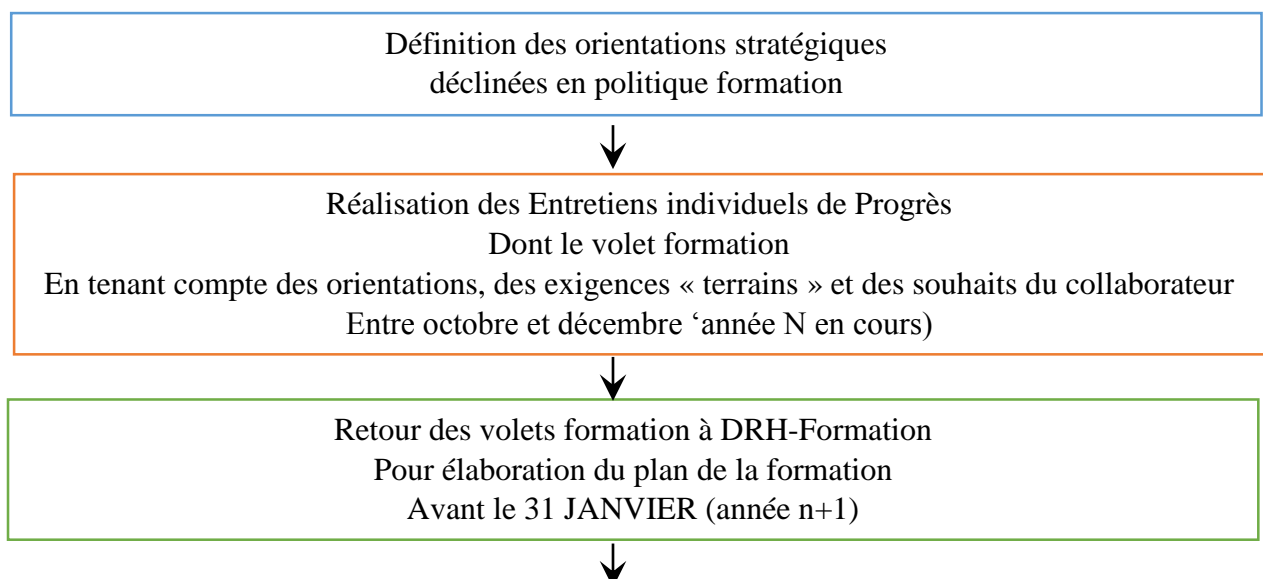 Définition des orientations stratégiques
déclinées en politique formation
Réalisation des Entretiens individuels de Progrès
Dont le volet formation
En tenant compte des orientations, des exigences « terrains » et des souhaits du collaborateur
Entre octobre et décembre ‘année N en cours)
Retour des volets formation à DRH-Formation
Pour élaboration du plan de la formation
Avant le 31 JANVIER (année n+1)